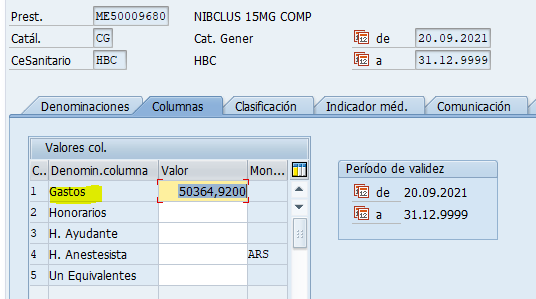 Prest. ME50009680 NIBCLUS 15MG COMP
Catál. CG Cat. Gener de 20.09.2021
CeSanitario HBC HBC a 31.12.9999
Denominaciones Columnas Clasificación Indicador méd. Comunicación
Valores col.
C.. Denomin.columna Valor Mon...
1 Gastos 50364,9200
2 Honorarios
3 H. Ayudante
4 H. Anestesista ARS
5 Un Equivalentes
Período de validez
de 20.09.2021
a 31.12.9999